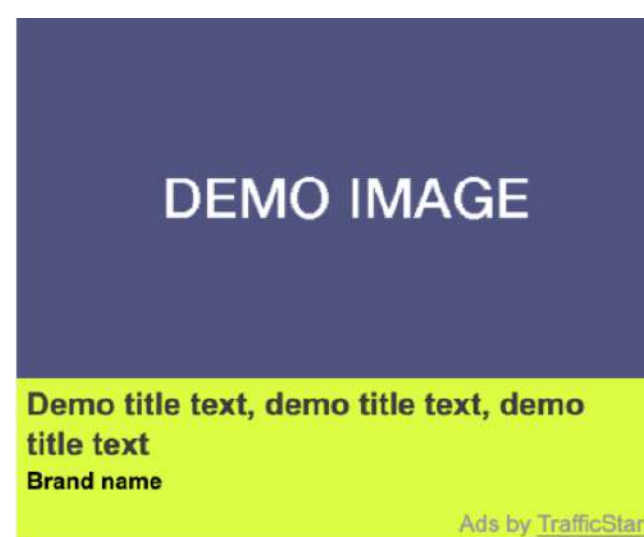 DEMO IMAGE
Demo title text, demo title text, demo
title text
Brand name
Ads by TrafficStar